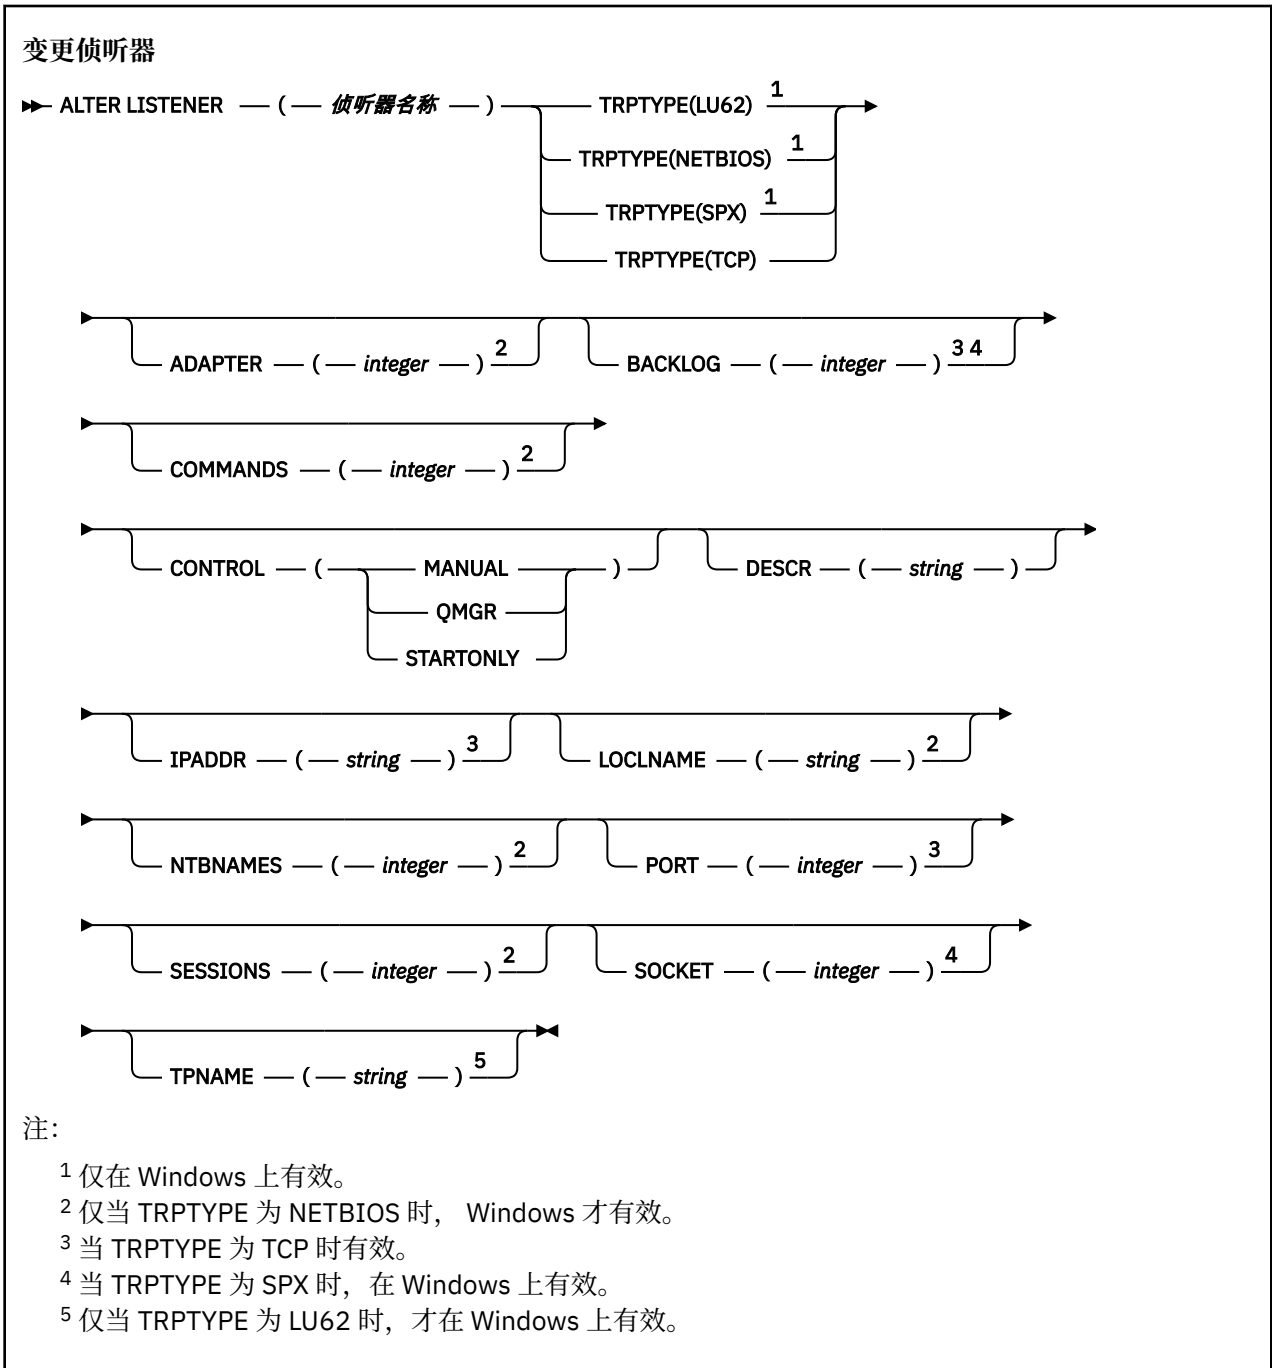 变更侦听器
ALTER LISTENER ( 侦听器名称 ) TRPTYPE(LU62) 1
TRPTYPE(NETBIOS) 1
TRPTYPE(SPX) 1
TRPTYPE(TCP)
ADAPTER ( integer ) 2 BACKLOG ( integer ) 3 4
COMMANDS ( integer ) 2
CONTROL ( MANUAL ) DESCR ( string )
QMGR
STARTONLY
IPADDR ( string ) 3 LOCLNAME ( string ) 2
NTBNAMES ( integer ) 2 PORT ( integer ) 3
SESSIONS ( integer ) 2 SOCKET ( integer ) 4
TPNAME ( string ) 5
注:
1 仅在 Windows 上有效。
2 仅当 TRPTYPE 为 NETBIOS 时， Windows 才有效。
3 当 TRPTYPE 为 TCP 时有效。
4 当 TRPTYPE 为 SPX 时，在 Windows 上有效。
5 仅当 TRPTYPE 为 LU62 时，才在 Windows 上有效。